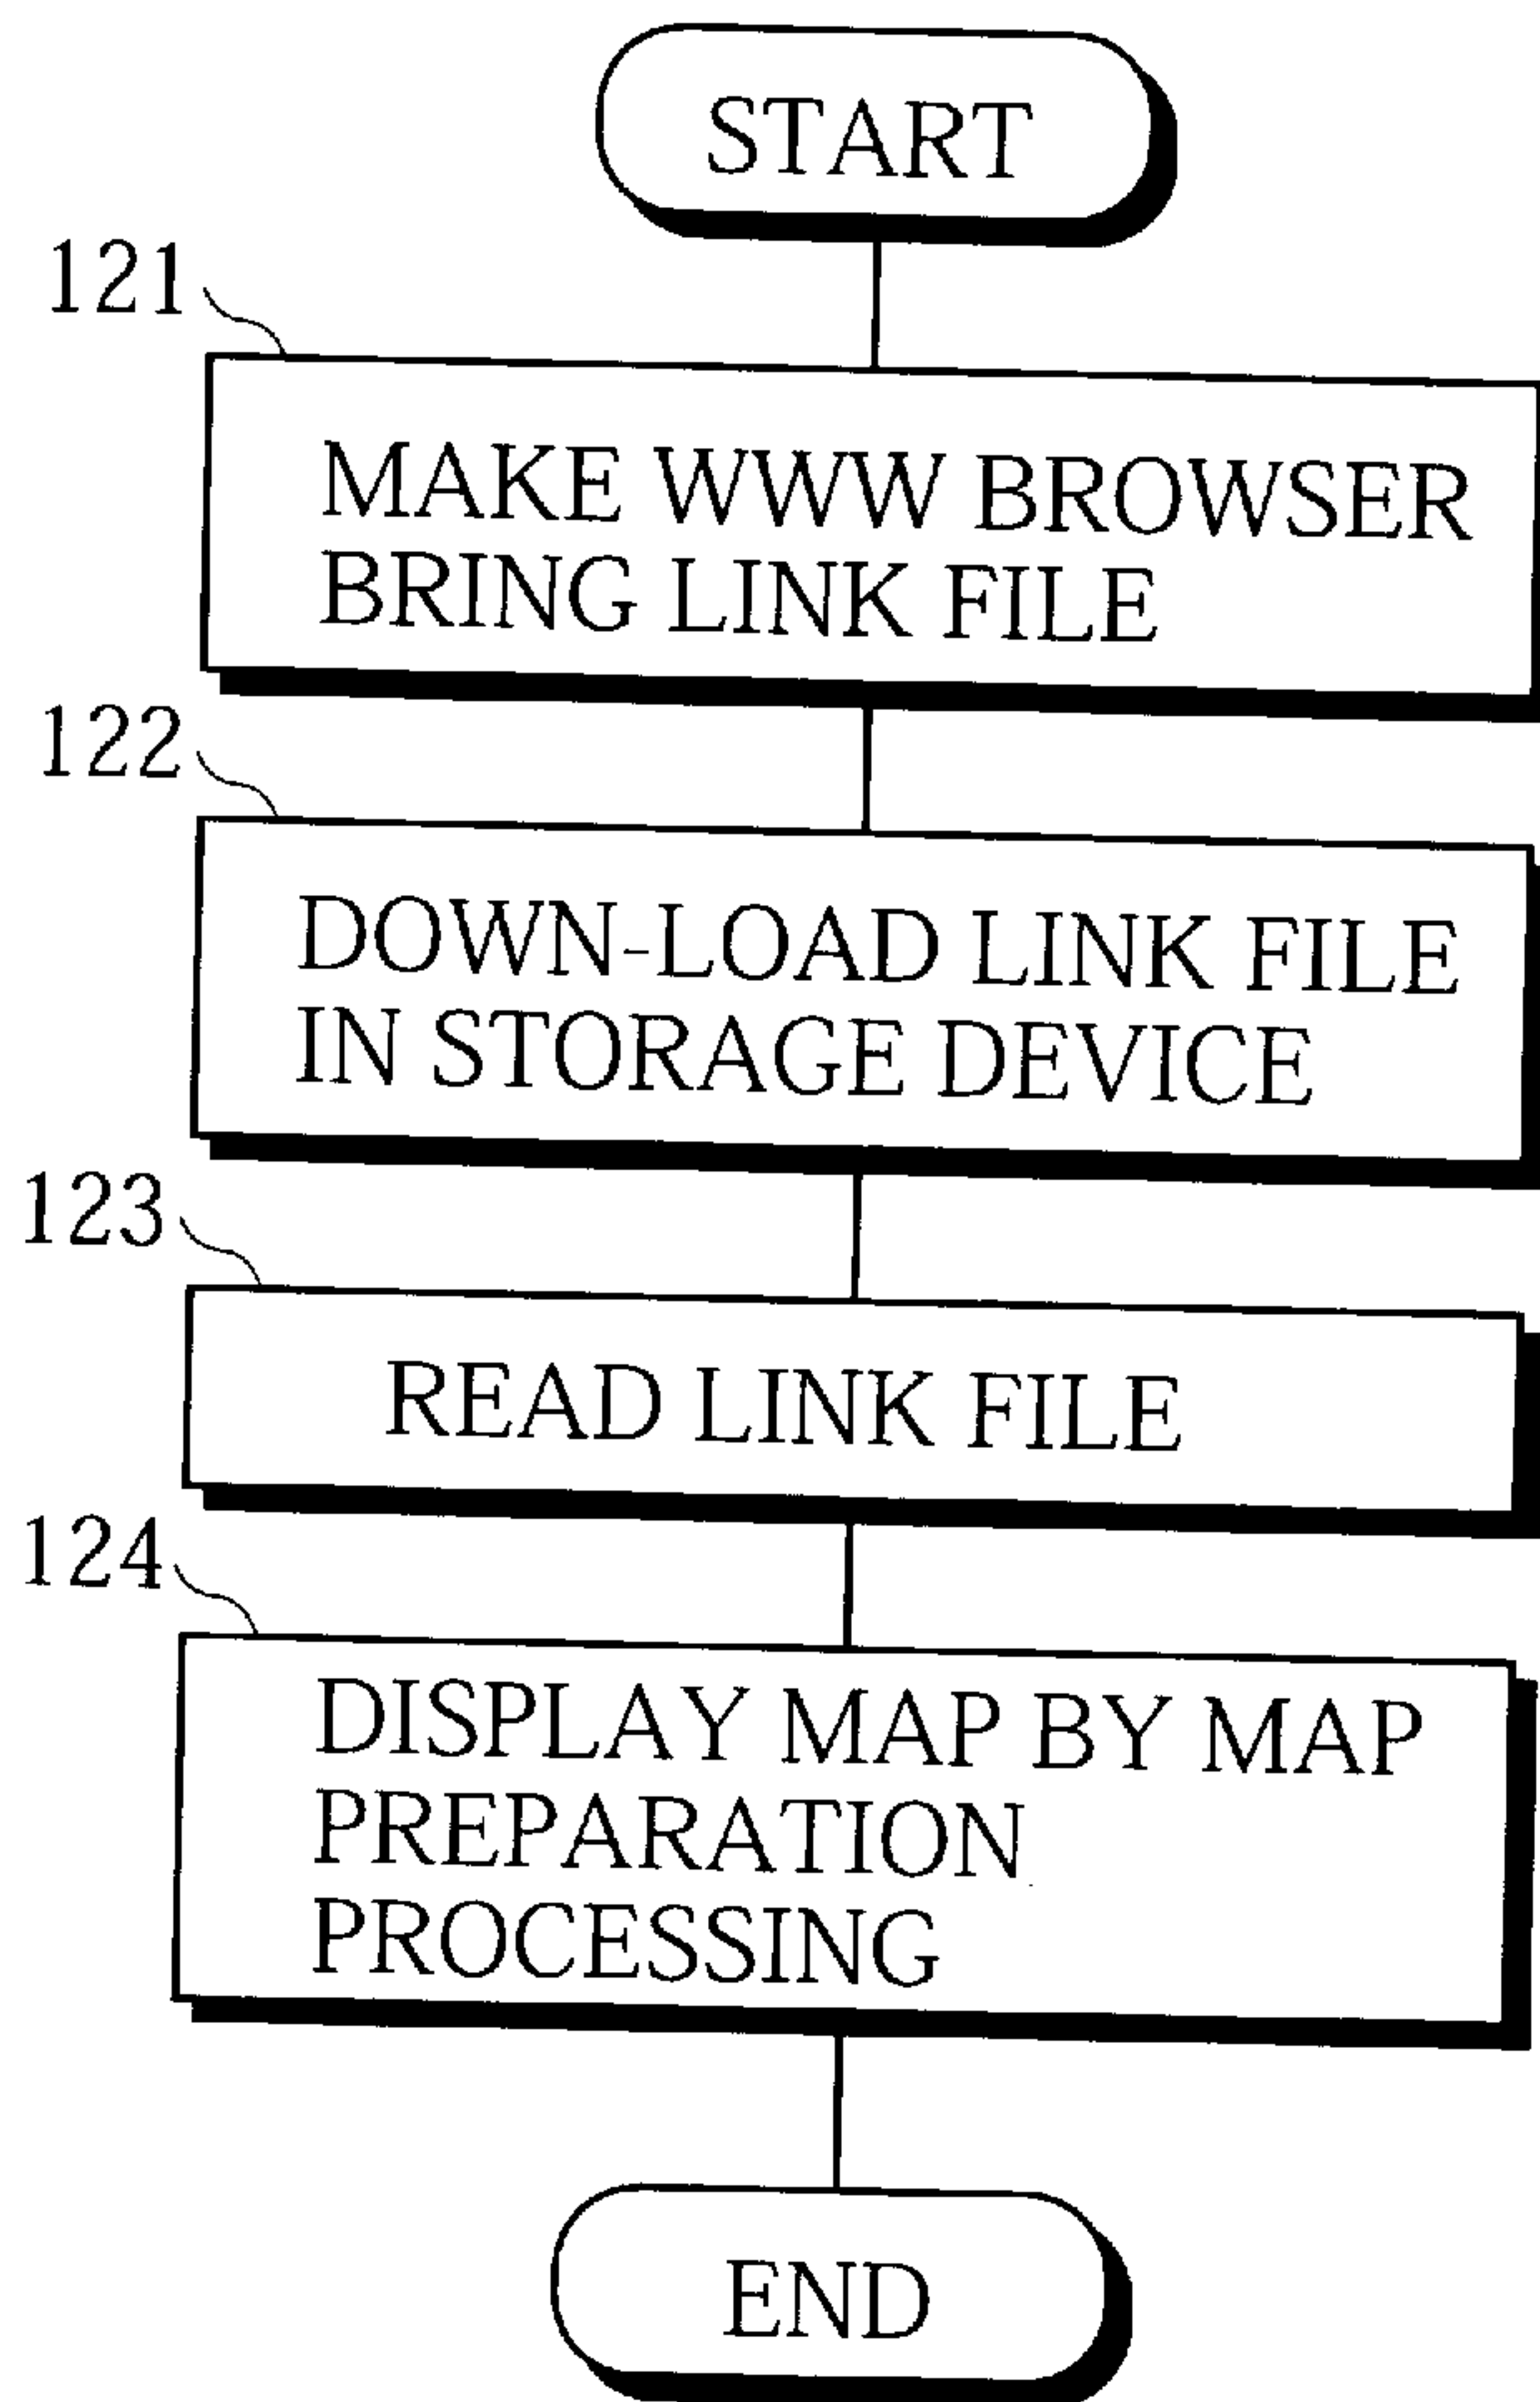 START
121
MAKE WWW BROWSER
BRING LINK FILE
122
DOWN-LOAD LINK FILE
IN STORAGE DEVICE
123
READ LINK FILE
124
DISPLAY MAP BY MAP
PREPARATION
PROCESSING
END